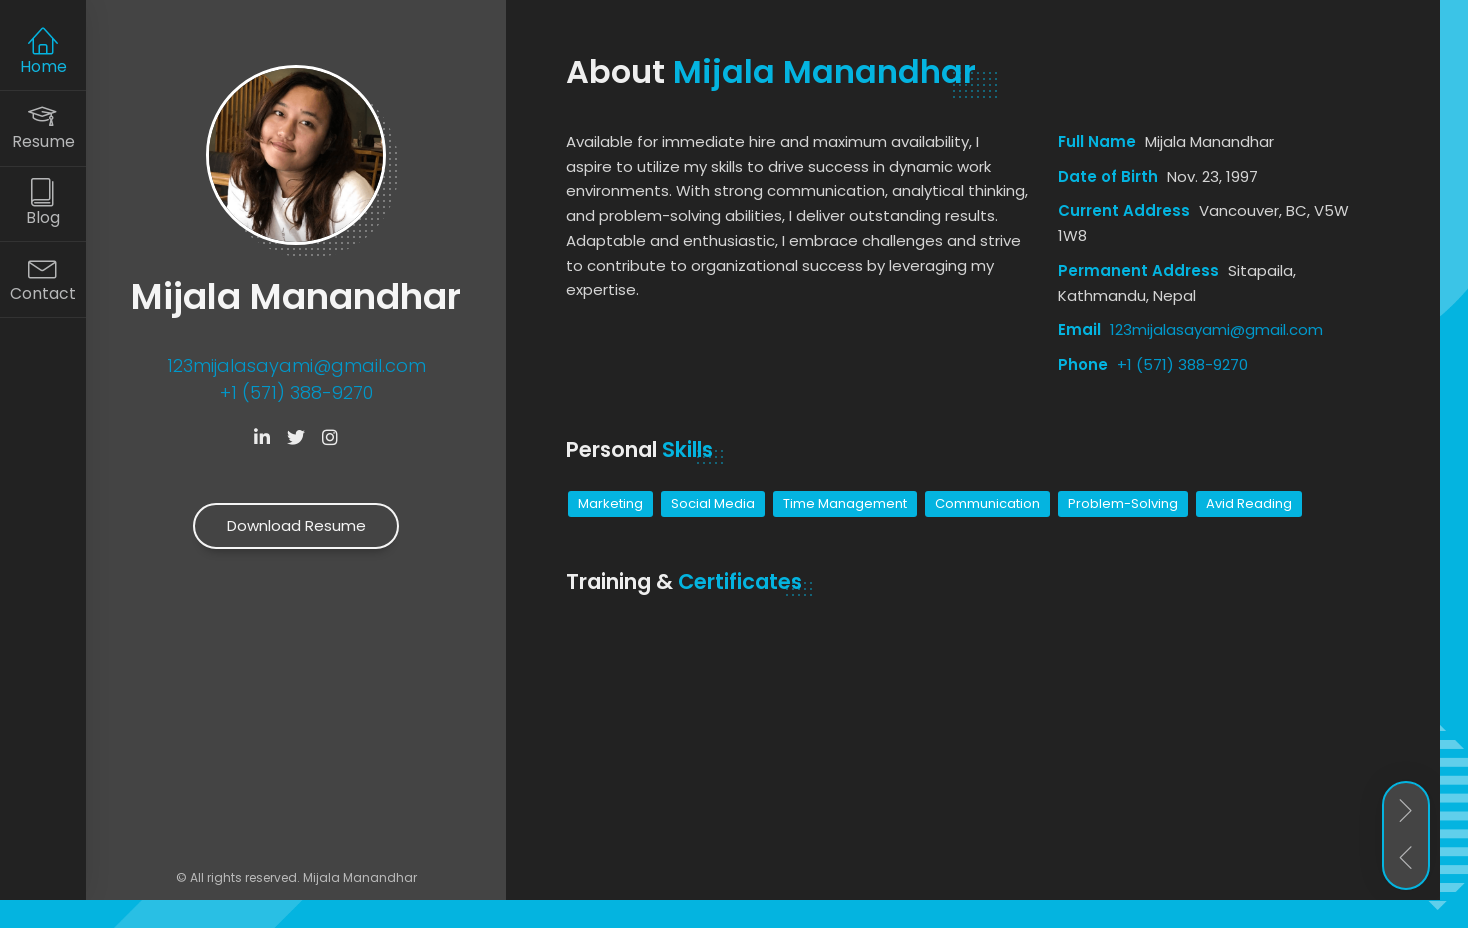 Home
Resume
Blog
Contact
Mijala Manandhar
123mijalasayami@gmail.com
+1 (571) 388-9270
Download Resume
© All rights reserved. Mijala Manandhar
About Mijala Manandhar
Available for immediate hire and maximum availability, I
aspire to utilize my skills to drive success in dynamic work
environments. With strong communication, analytical thinking,
and problem-solving abilities, I deliver outstanding results.
Adaptable and enthusiastic, I embrace challenges and strive
to contribute to organizational success by leveraging my
expertise.
Full Name Mijala Manandhar
Date of Birth Nov. 23, 1997
Current Address Vancouver, BC, V5W
1W8
Permanent Address Sitapaila,
Kathmandu, Nepal
Email 123mijalasayami@gmail.com
Phone +1 (571) 388-9270
Personal Skills
Marketing Social Media Time Management Communication Problem-Solving Avid Reading
Training & Certificates